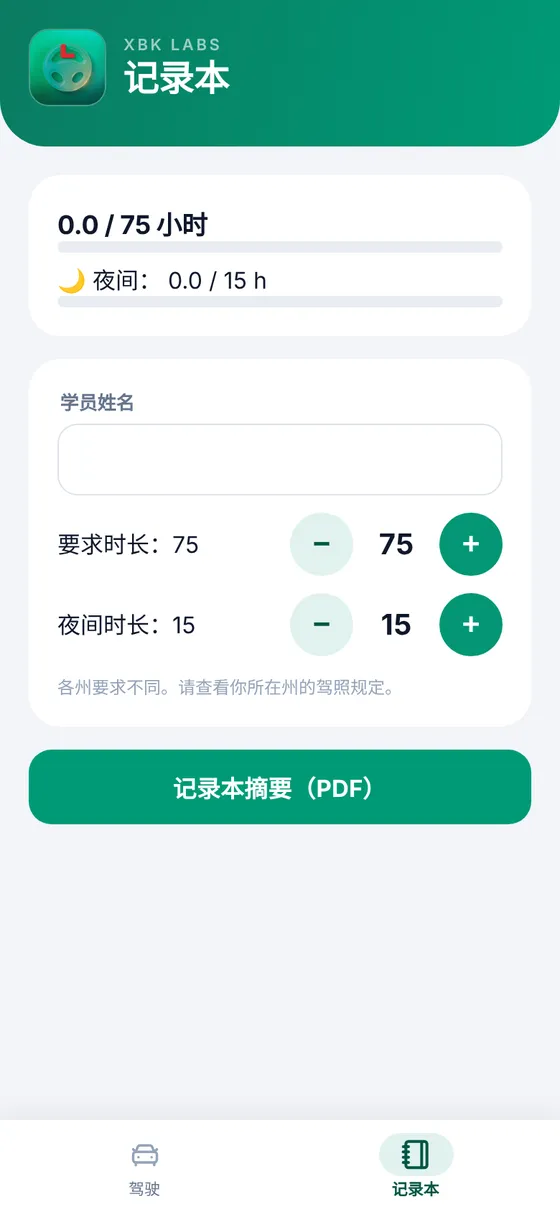 XBK LABS
记录本
0.0 / 75 小时
🌙 夜间： 0.0 / 15 h
学员姓名
要求时长：75
− 75 +
夜间时长：15
− 15 +
各州要求不同。请查看你所在州的驾照规定。
记录本摘要（PDF）
驾驶
记录本